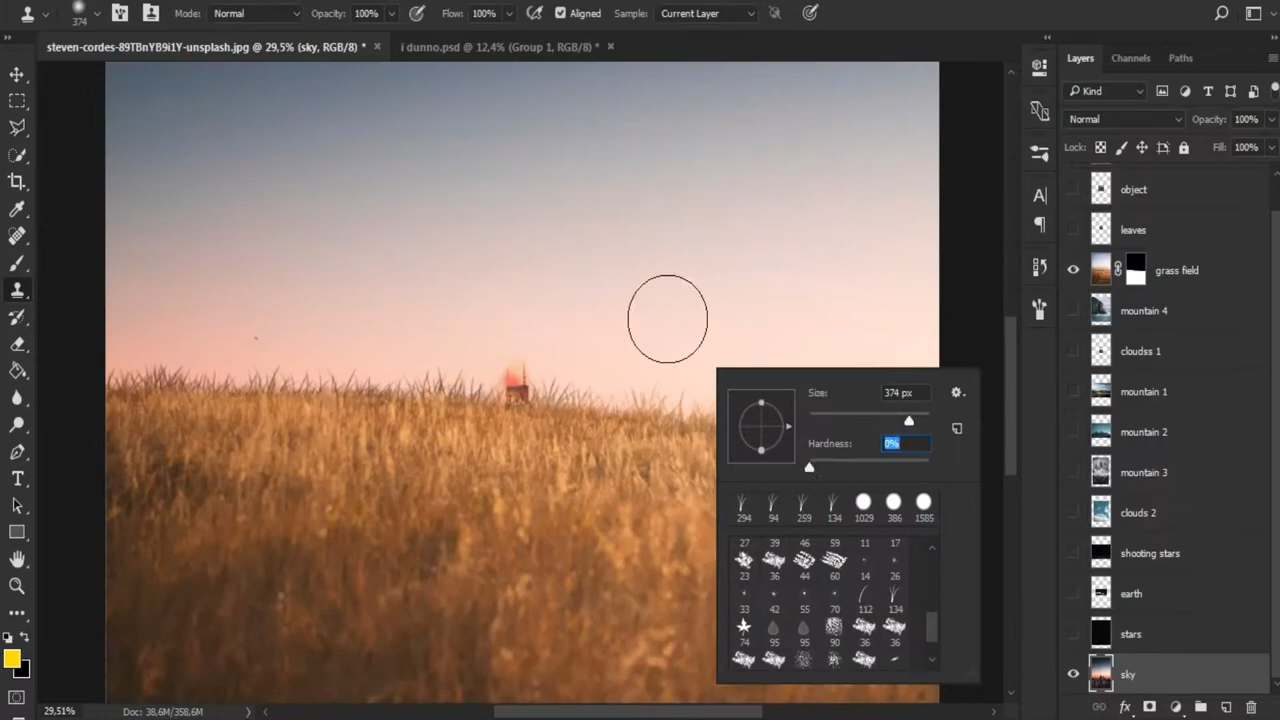 374 Mode: Normal Opacity: 100% Flow: 100% Aligned Sample: Current Layer
steven-cordes-89TBnYB9i1Y-unsplash.jpg @ 29,5% (sky, RGB/8) * × i dunno.psd @ 12,4% (Group 1, RGB/8) * ×
Layers Channels Paths
Kind
Normal Opacity: 100%
Lock: Fill: 100%
object
leaves
grass field
mountain 4
cloudss 1
mountain 1
mountain 2
mountain 3
clouds 2
shooting stars
earth
stars
sky
Size: 374 px
Hardness: 0%
294 94 259 134 1029 386 1585
27 39 46 59 11 17
23 36 44 60 14 26
33 42 55 70 112 134
74 95 95 90 36 36
29,51% Doc: 38,6M/358,6M